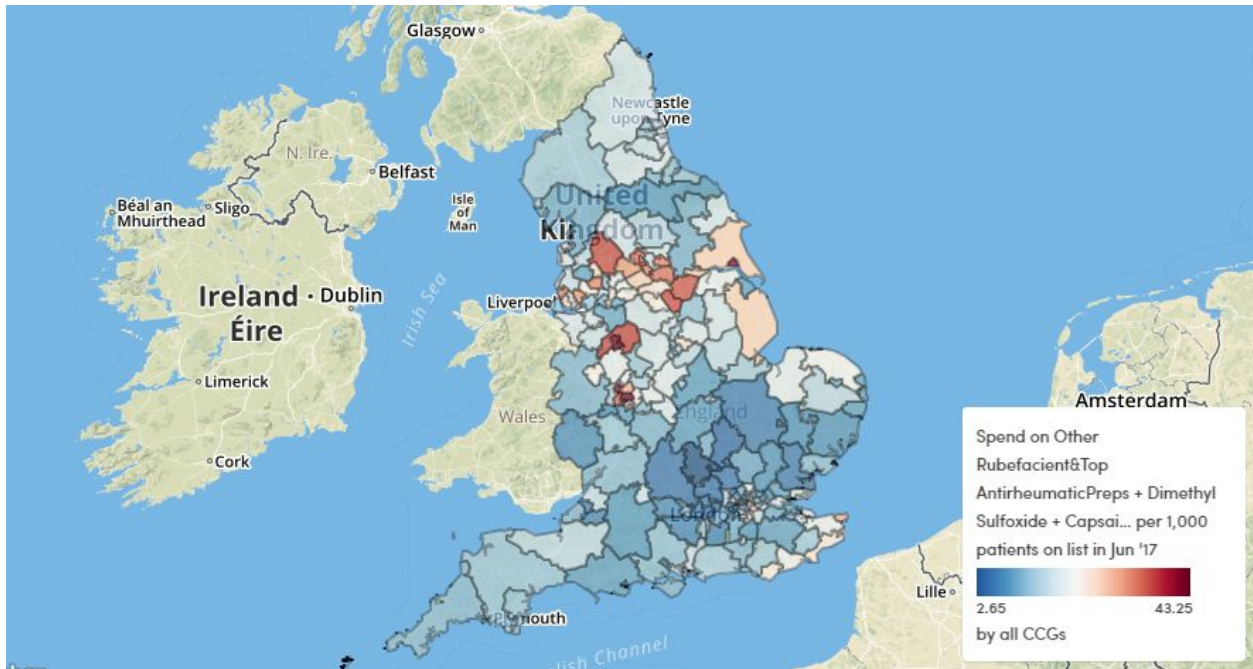 Glasgow
Newcastle
upon Tyne
N. Ire.
Belfast
Béal an
Mhuirthead
Sligo
Isle
of
Man
United
Kingdom
Ireland
Éire
Dublin
Irish Sea
Liverpool
Limerick
Wales
England
Amsterdam
Cork
London
Lille
Plymouth
English Channel
Spend on Other
Rubefacient&Top
AntirheumaticPreps + Dimethyl
Sulfoxide + Capsai... per 1,000
patients on list in Jun '17
2.65 43.25
by all CCGs